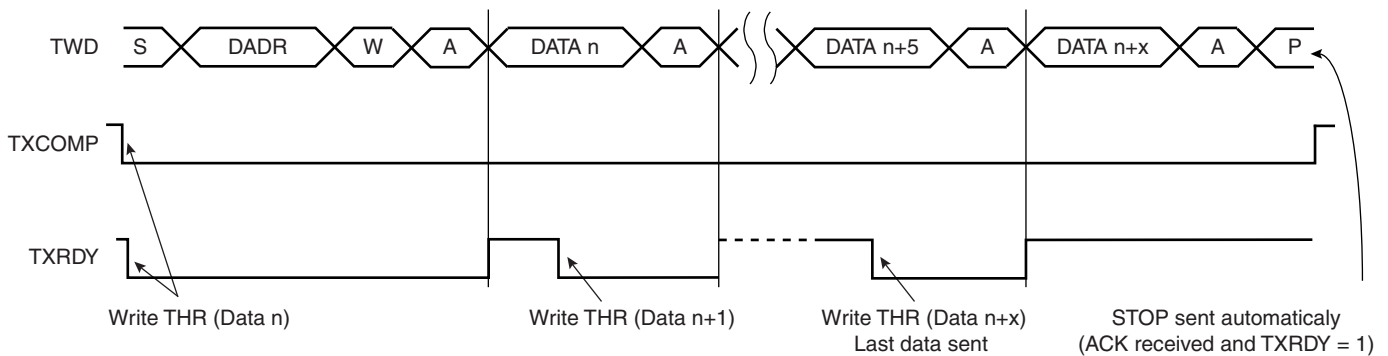 TWD S DADR W A DATA n A DATA n+5 A DATA n+x A P
TXCOMP
TXRDY
Write THR (Data n)
Write THR (Data n+1)
Write THR (Data n+x)
Last data sent
STOP sent automaticaly
(ACK received and TXRDY = 1)